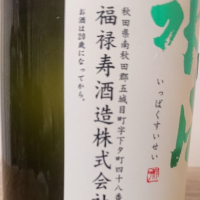 秋田県南秋田郡五城目町字下夕町四十八番
福禄寿酒造株式会社
お酒は20歳になってから。
いっぱくすいせい